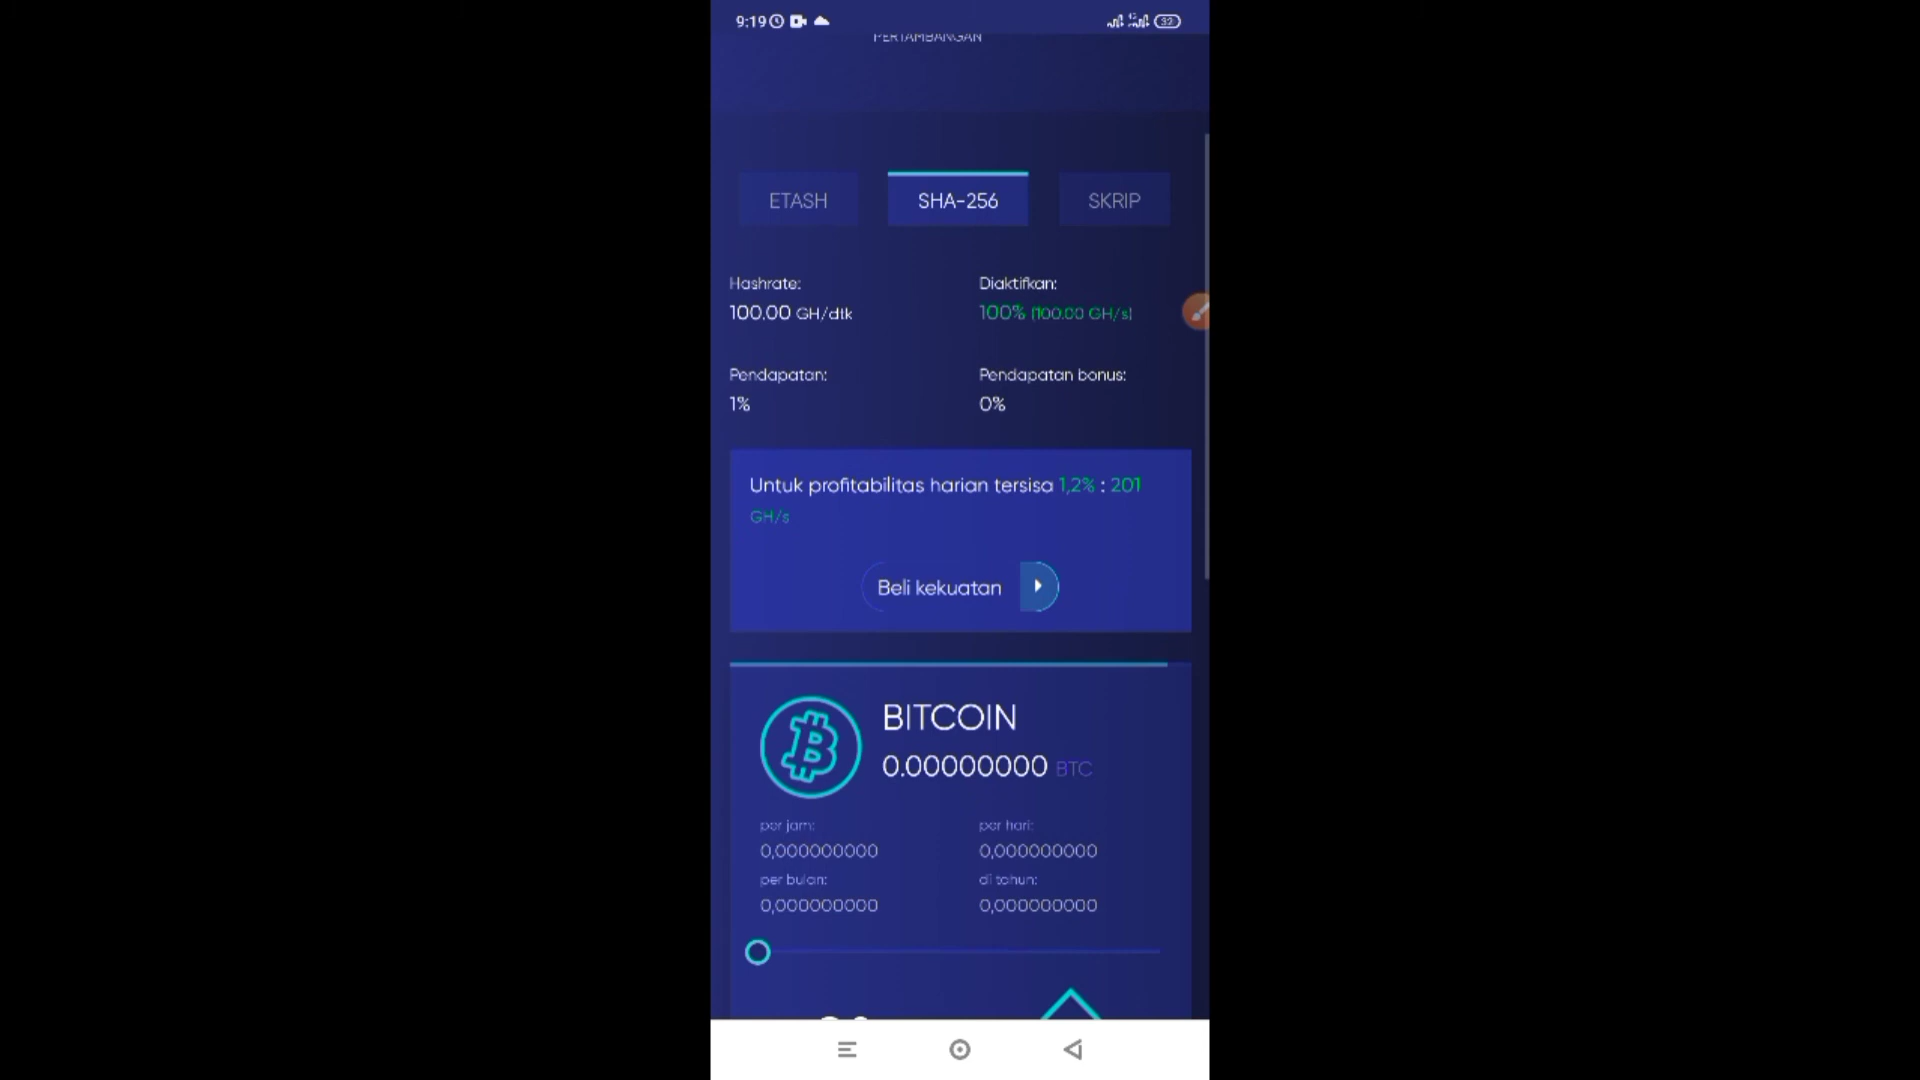 9:19
32
PERTAMBANGAN
ETASH
SHA-256
SKRIP
Hashrate:
Diaktifkan:
100.00 GH/dtk
100% (100.00 GH/s)
Pendapatan:
Pendapatan bonus:
1%
0%
Untuk profitabilitas harian tersisa 1,2% : 201
GH/s
Beli kekuatan
BITCOIN
0.00000000 BTC
per jam:
per hari:
0,000000000
0,000000000
per bulan:
di tahun:
0,000000000
0,000000000